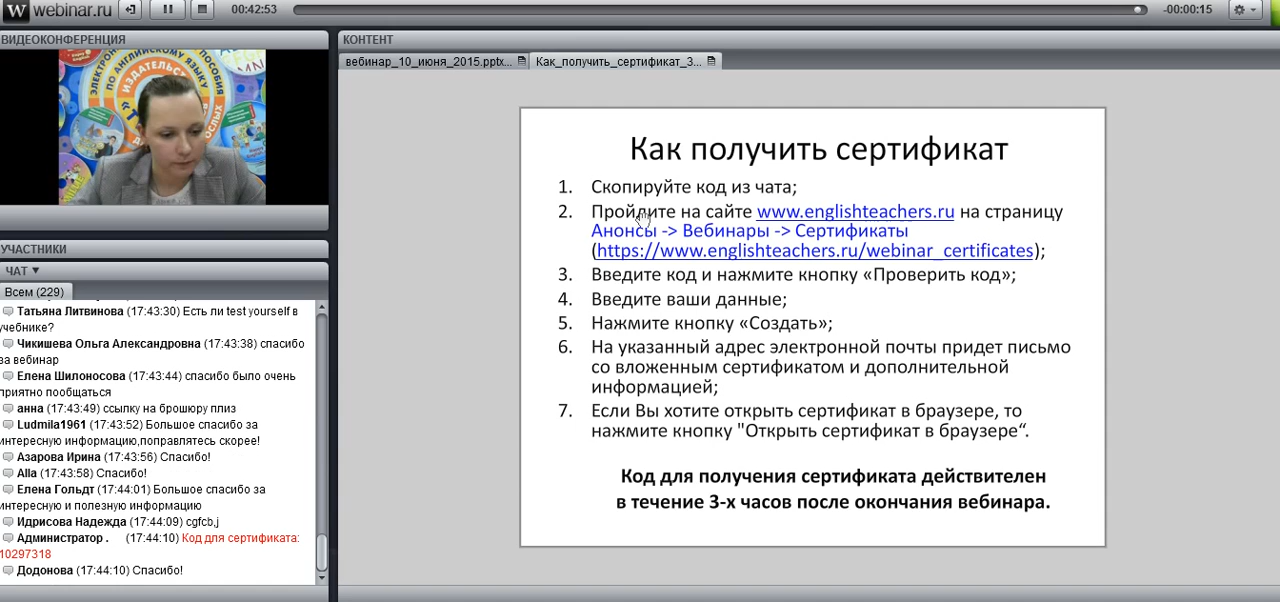 W webinar.ru
00:42:53
-00:00:15
ВИДЕОКОНФЕРЕНЦИЯ
ЭЛЕКТРОН ПОСОБИЯ
ПО АНГЛИЙСКОМУ ЯЗЫКУ
ИЗДАТЕЛЬС
УЧАСТНИКИ
ЧАТ ▼
Всем (229)
Татьяна Литвинова (17:43:30) Есть ли test yourself в
учебнике?
Чикишева Ольга Александровна (17:43:38) спасибо
за вебинар
Елена Шилоносова (17:43:44) спасибо было очень
приятно пообщаться
анна (17:43:49) ссылку на брошюру плиз
Ludmila1961 (17:43:52) Большое спасибо за
интересную информацию,поправлятесь скорее!
Азарова Ирина (17:43:56) Спасибо!
Alla (17:43:58) Спасибо!
Елена Гольдт (17:44:01) Большое спасибо за
интересную и полезную информацию
Идрисова Надежда (17:44:09) cgfcb,j
Администратор . (17:44:10) Код для сертификата:
10297318
Додонова (17:44:10) Спасибо!
КОНТЕНТ
вебинар_10_июня_2015.pptx... Как_получить_сертификат_3...
Как получить сертификат
1. Скопируйте код из чата;
2. Пройдите на сайте www.englishteachers.ru на страницу
Анонсы -> Вебинары -> Сертификаты
(https://www.englishteachers.ru/webinar_certificates);
3. Введите код и нажмите кнопку «Проверить код»;
4. Введите ваши данные;
5. Нажмите кнопку «Создать»;
6. На указанный адрес электронной почты придет письмо
со вложенным сертификатом и дополнительной
информацией;
7. Если Вы хотите открыть сертификат в браузере, то
нажмите кнопку "Открыть сертификат в браузере“.
Код для получения сертификата действителен
в течение 3-х часов после окончания вебинара.